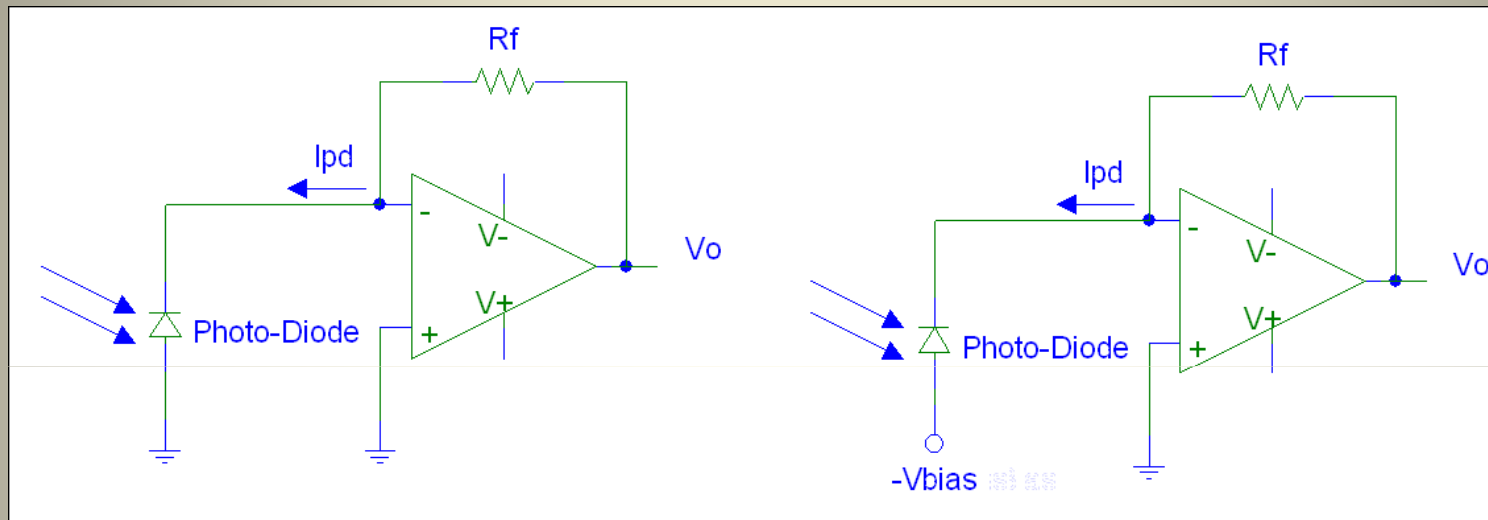 Rf
Ipd
-
V-
Vo
V+
+
Photo-Diode
Rf
Ipd
-
V-
Vo
V+
+
Photo-Diode
-Vbias